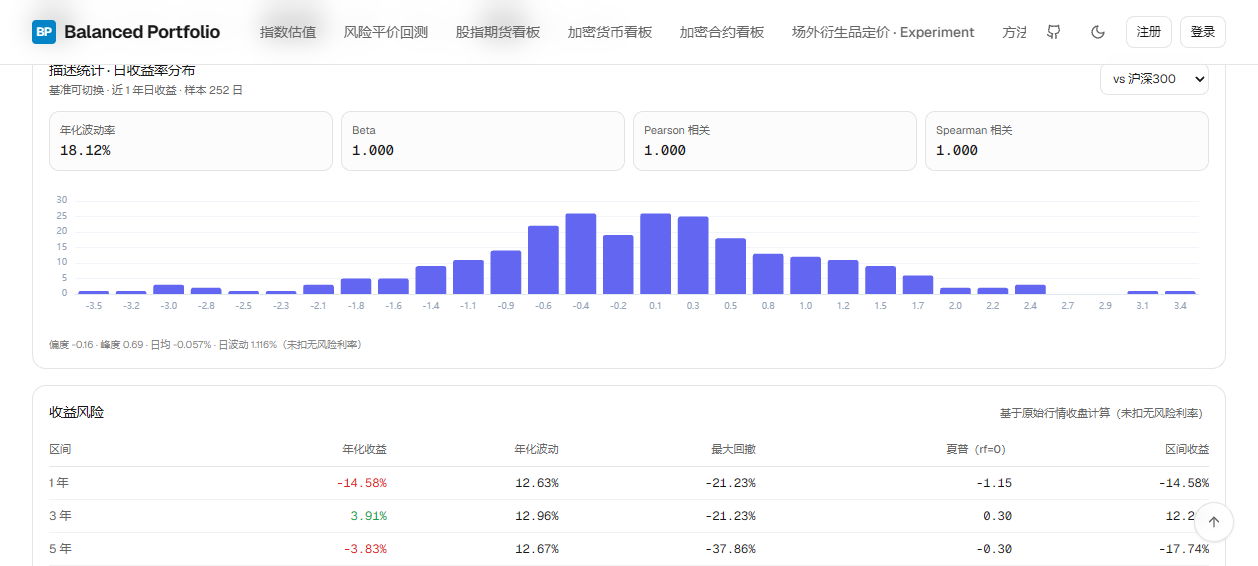 BP Balanced Portfolio 指数估值 风险平价回测 股指期货看板 加密货币看板 加密合约看板 场外衍生品定价 · Experiment 方法 注册 登录
描述统计 · 日收益率分布
基准可切换 · 近 1 年日收益 · 样本 252 日
vs 沪深300
年化波动率 Beta Pearson 相关 Spearman 相关
18.12% 1.000 1.000 1.000
30
25
20
15
10
5
0
-3.5 -3.2 -3.0 -2.8 -2.5 -2.3 -2.1 -1.8 -1.6 -1.4 -1.1 -0.9 -0.6 -0.4 -0.2 0.1 0.3 0.5 0.8 1.0 1.2 1.5 1.7 2.0 2.2 2.4 2.7 2.9 3.1 3.4
偏度 -0.16 · 峰度 0.69 · 日均 -0.057% · 日波动 1.116%（未扣无风险利率）
收益风险 基于原始行情收盘计算（未扣无风险利率）
区间 年化收益 年化波动 最大回撤 夏普（rf=0） 区间收益
1 年 -14.58% 12.63% -21.23% -1.15 -14.58%
3 年 3.91% 12.96% -21.23% 0.30 12.2
5 年 -3.83% 12.67% -37.86% -0.30 -17.74%